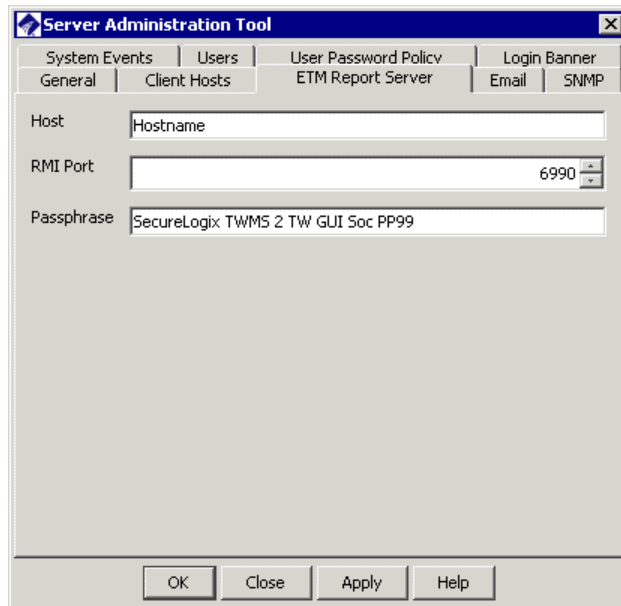 Server Administration Tool
System Events Users User Password Policy Login Banner
General Client Hosts ETM Report Server Email SNMP
Host Hostname
RMI Port 6990
Passphrase SecureLogix TWMS 2 TW GUI Soc PP99
OK Close Apply Help